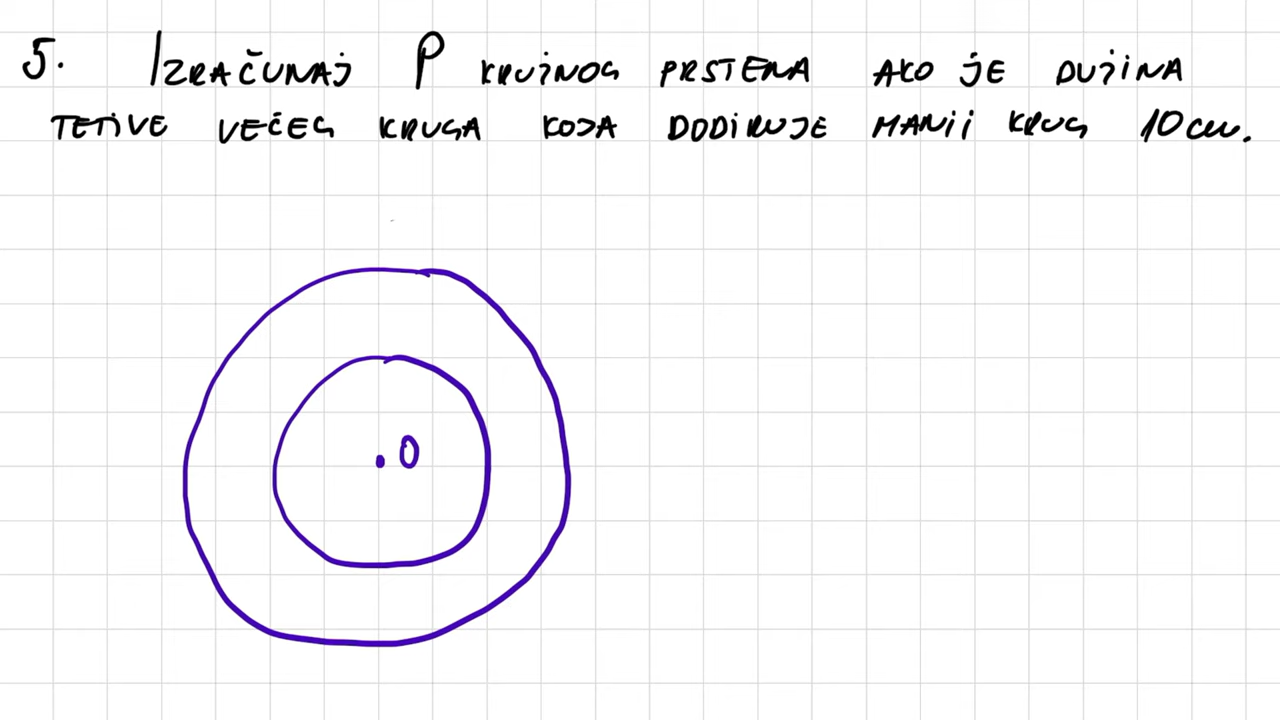 5. IZRAČUNAJ P KRUŽNOG PRSTENA AKO JE DUŽINA
TETIVE VEĆEG KRUGA KOJA DODIRUJE MANJI KRUG 10cm.
O